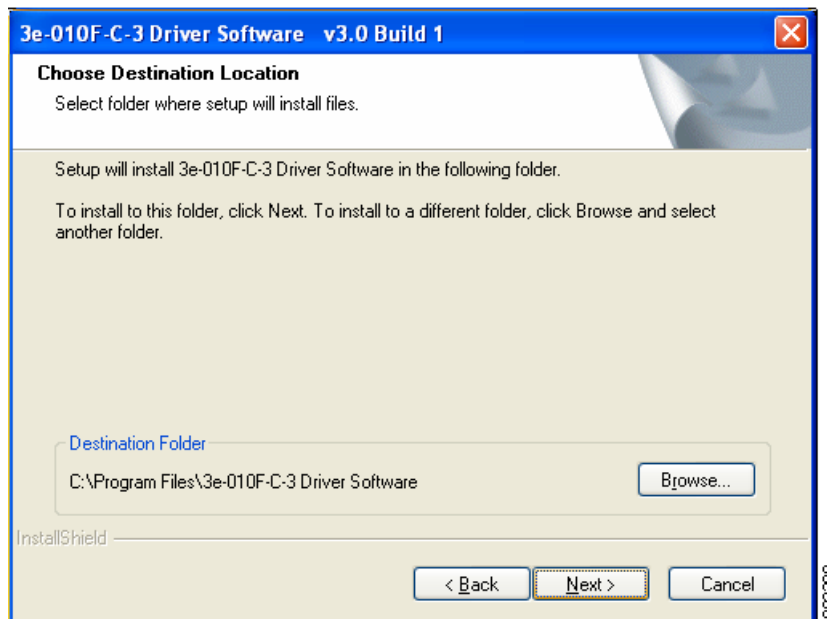 3e-010F-C-3 Driver Software v3.0 Build 1
Choose Destination Location
Select folder where setup will install files.
Setup will install 3e-010F-C-3 Driver Software in the following folder.
To install to this folder, click Next. To install to a different folder, click Browse and select
another folder.
Destination Folder
C:\Program Files\3e-010F-C-3 Driver Software
Browse...
InstallShield
< Back
Next >
Cancel